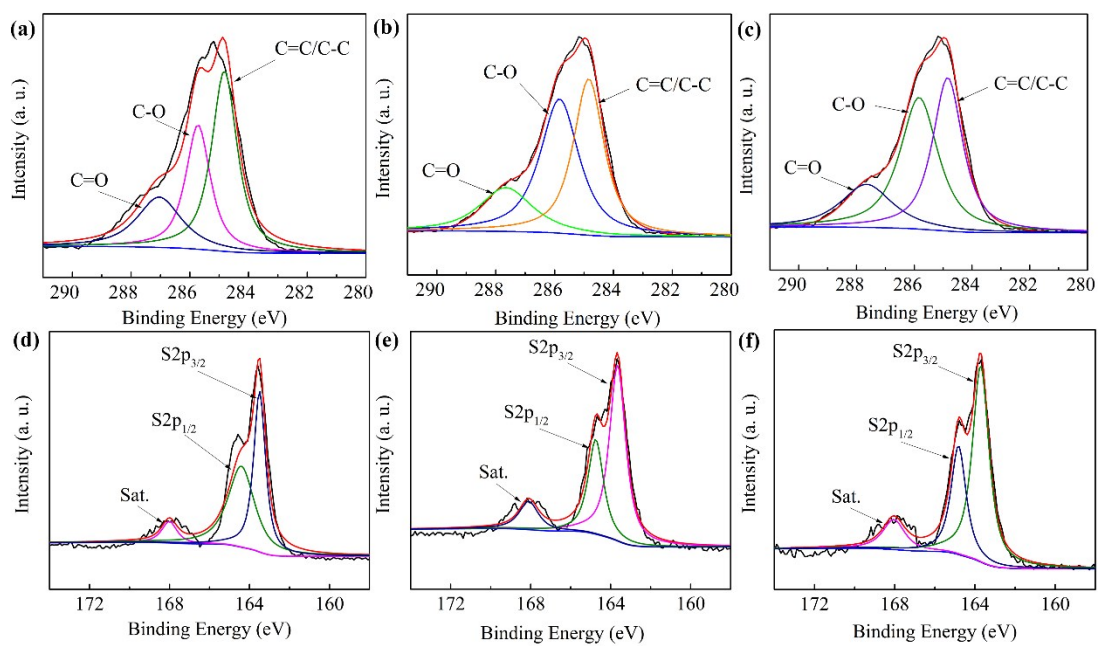 (a)
C=C/C-C
C-O
C=O
Intensity (a. u.)
290 288 286 284 282 280
Binding Energy (eV)
(b)
C-O
C=C/C-C
C=O
Intensity (a. u.)
290 288 286 284 282 280
Binding Energy (eV)
(c)
C-O
C=C/C-C
C=O
Intensity (a. u.)
290 288 286 284 282 280
Binding Energy (eV)
(d)
S2p3/2
S2p1/2
Sat.
Intensity (a. u.)
172 168 164 160
Binding Energy (eV)
(e)
S2p3/2
S2p1/2
Sat.
Intensity (a. u.)
172 168 164 160
Binding Energy (eV)
(f)
S2p3/2
S2p1/2
Sat.
Intensity (a. u.)
172 168 164 160
Binding Energy (eV)